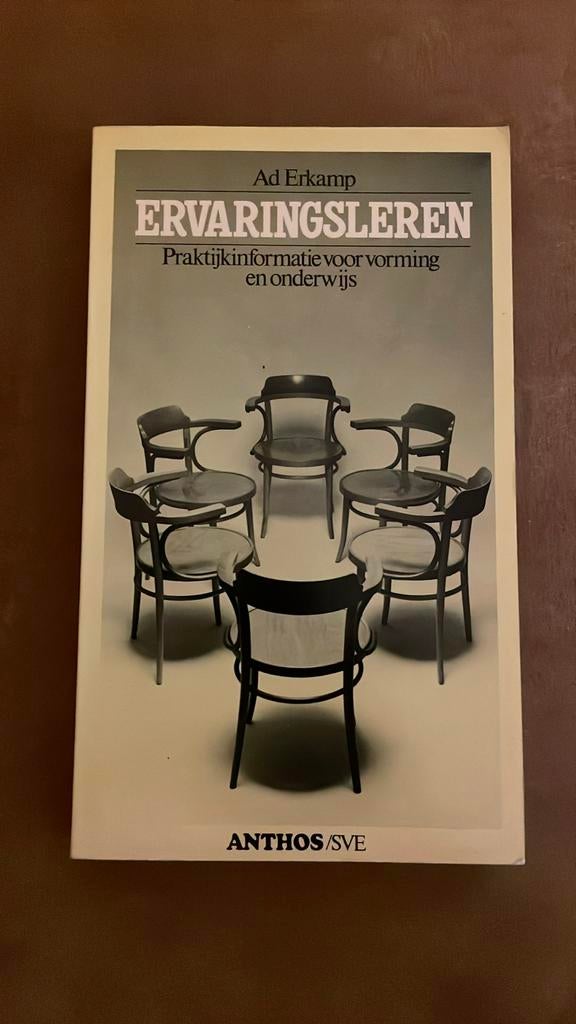 Ad Erkamp
ERVARINGSLEREN
Praktijkinformatie voor vorming
en onderwijs
ANTHOS/SVE